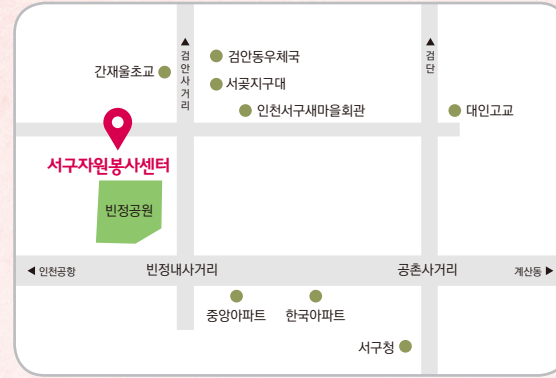 ▲ 검안사거리
▲ 검단
검안동우체국
간재울초교
서곶지구대
인천서구새마을회관
대인고교
서구자원봉사센터
빈정공원
◀ 인천공항
빈정내사거리
공촌사거리
계산동 ▶
중앙아파트
한국아파트
서구청